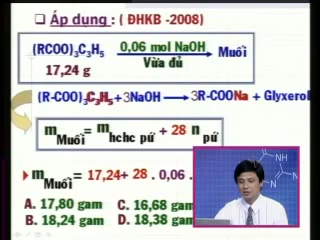 ❑ Áp dụng : ( ĐHKB -2008)
(RCOO)₃C₃H₅ 0,06 mol NaOH Muối
17,24 g Vừa đủ
(R-COO)₃C₃H₅ +3NaOH → 3R-COONa + Glyxerol
mMuối = mhchc pứ + 28 npứ
mMuối = 17,24+ 28 . 0,06
A. 17,80 gam C. 16,68 gam
B. 18,24 gam D. 18,38 gam